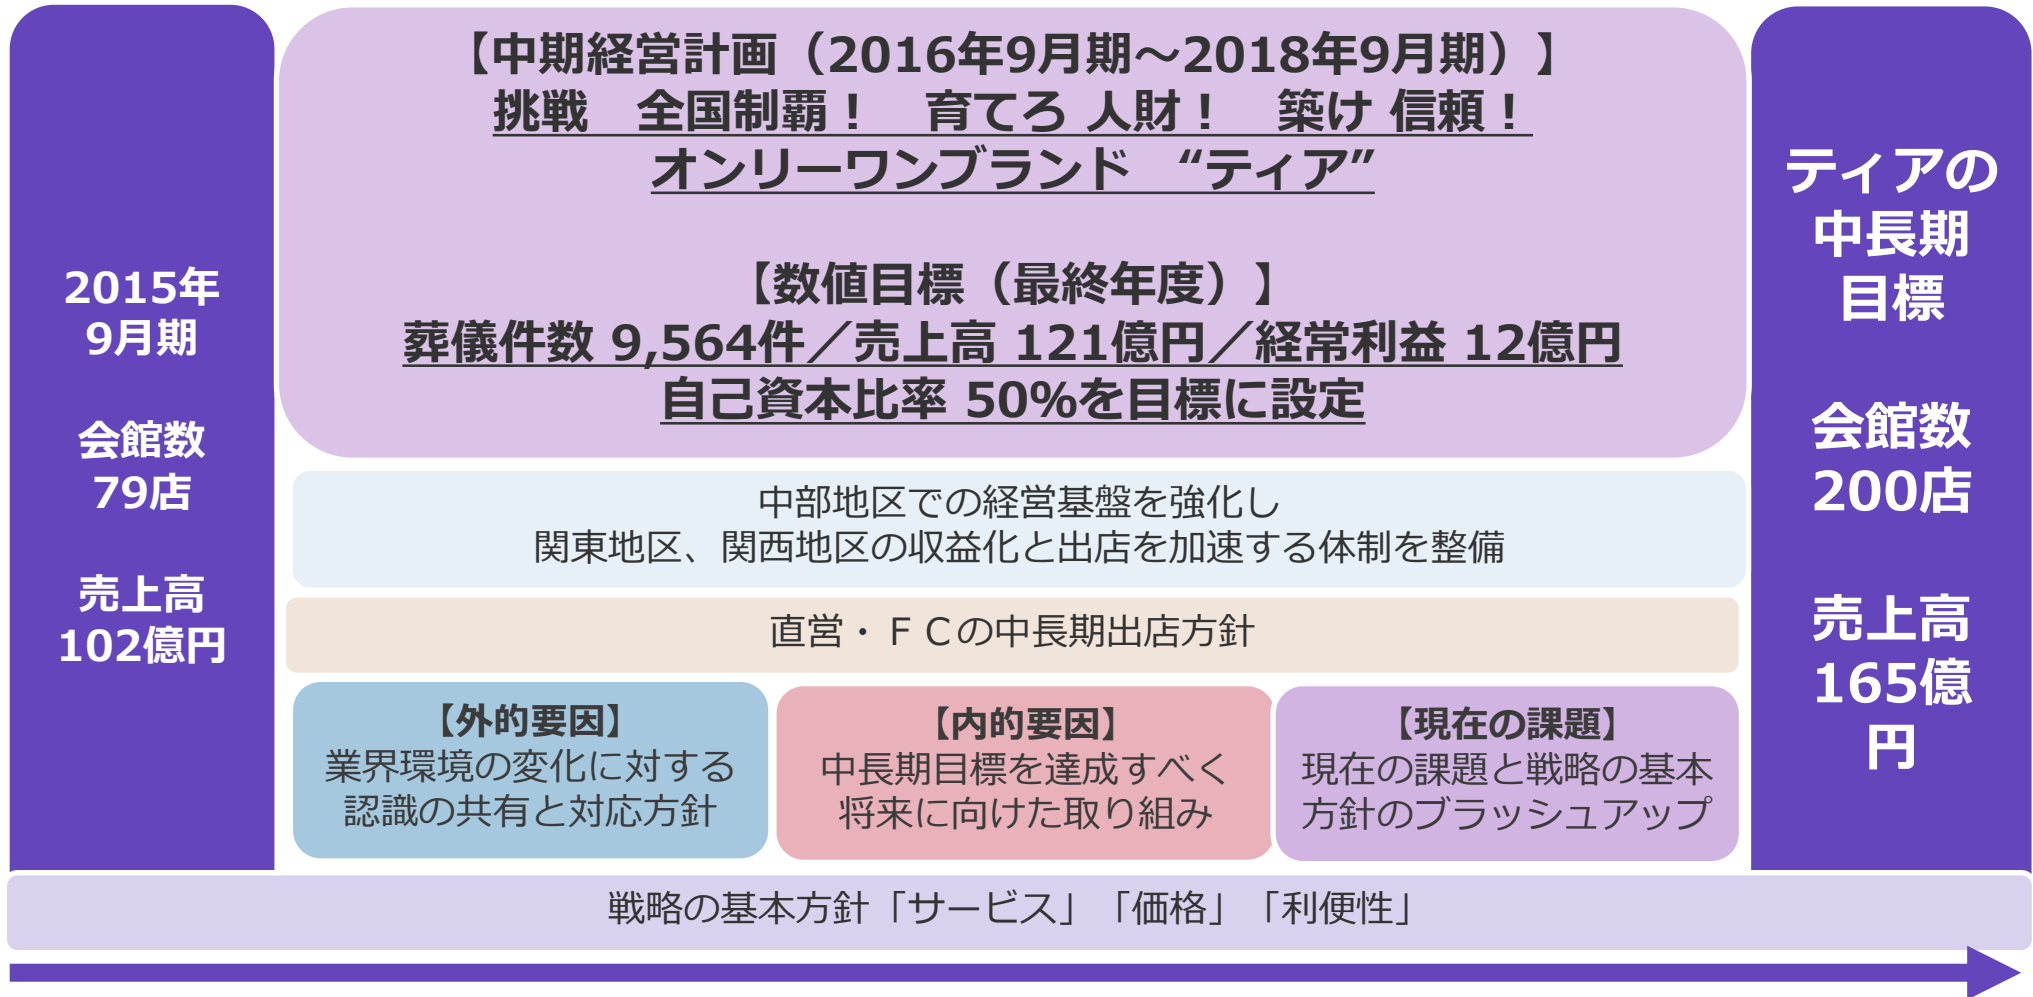 2015年
9月期
会館数
79店
売上高
102億円
【中期経営計画（2016年9月期～2018年9月期）】
挑戦　全国制覇！　育てろ 人財！　築け 信頼！
オンリーワンブランド　“ティア”
【数値目標（最終年度）】
葬儀件数 9,564件／売上高 121億円／経常利益 12億円
自己資本比率 50%を目標に設定
中部地区での経営基盤を強化し
関東地区、関西地区の収益化と出店を加速する体制を整備
直営・ＦＣの中長期出店方針
【外的要因】
業界環境の変化に対する
認識の共有と対応方針
【内的要因】
中長期目標を達成すべく
将来に向けた取り組み
【現在の課題】
現在の課題と戦略の基本
方針のブラッシュアップ
ティアの
中長期
目標
会館数
200店
売上高
165億
円
戦略の基本方針「サービス」「価格」「利便性」